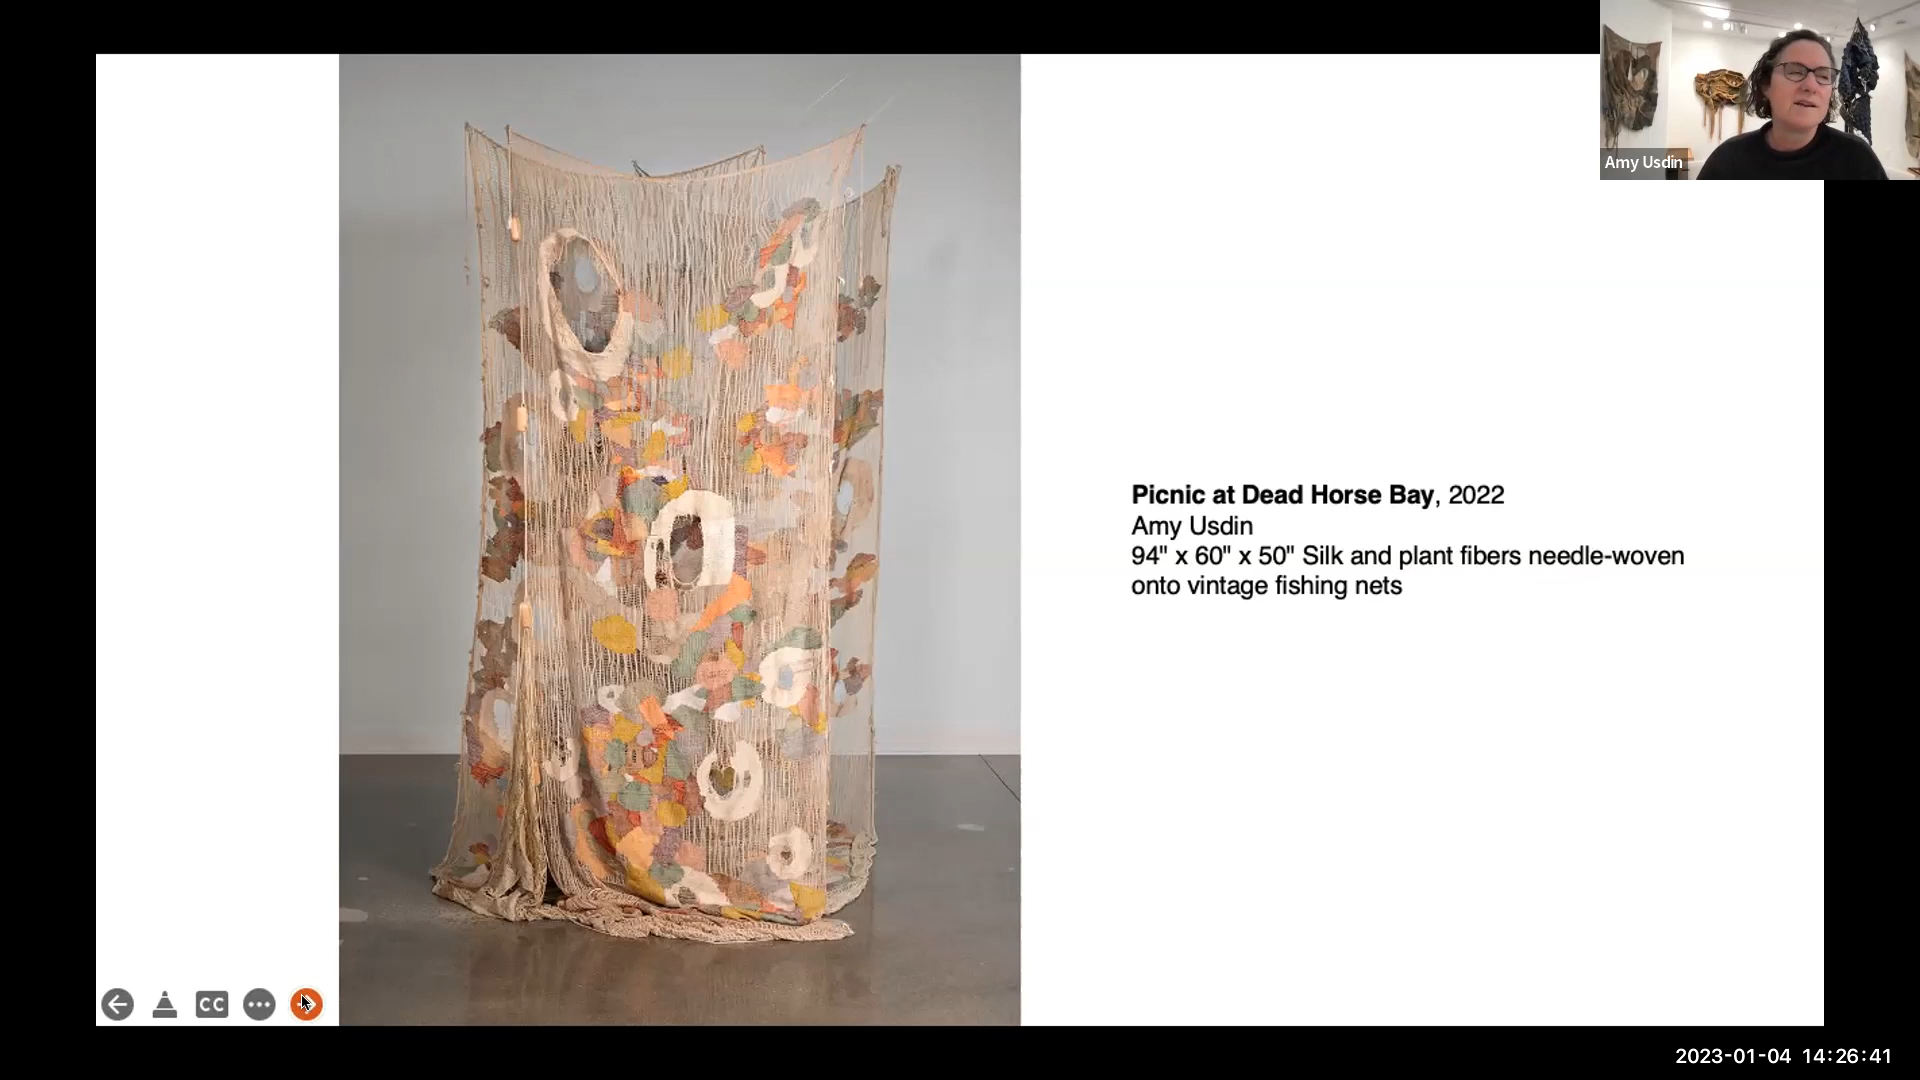 Amy Usdin
Picnic at Dead Horse Bay, 2022
Amy Usdin
94" x 60" x 50" Silk and plant fibers needle-woven
onto vintage fishing nets
CC
2023-01-04 14:26:41